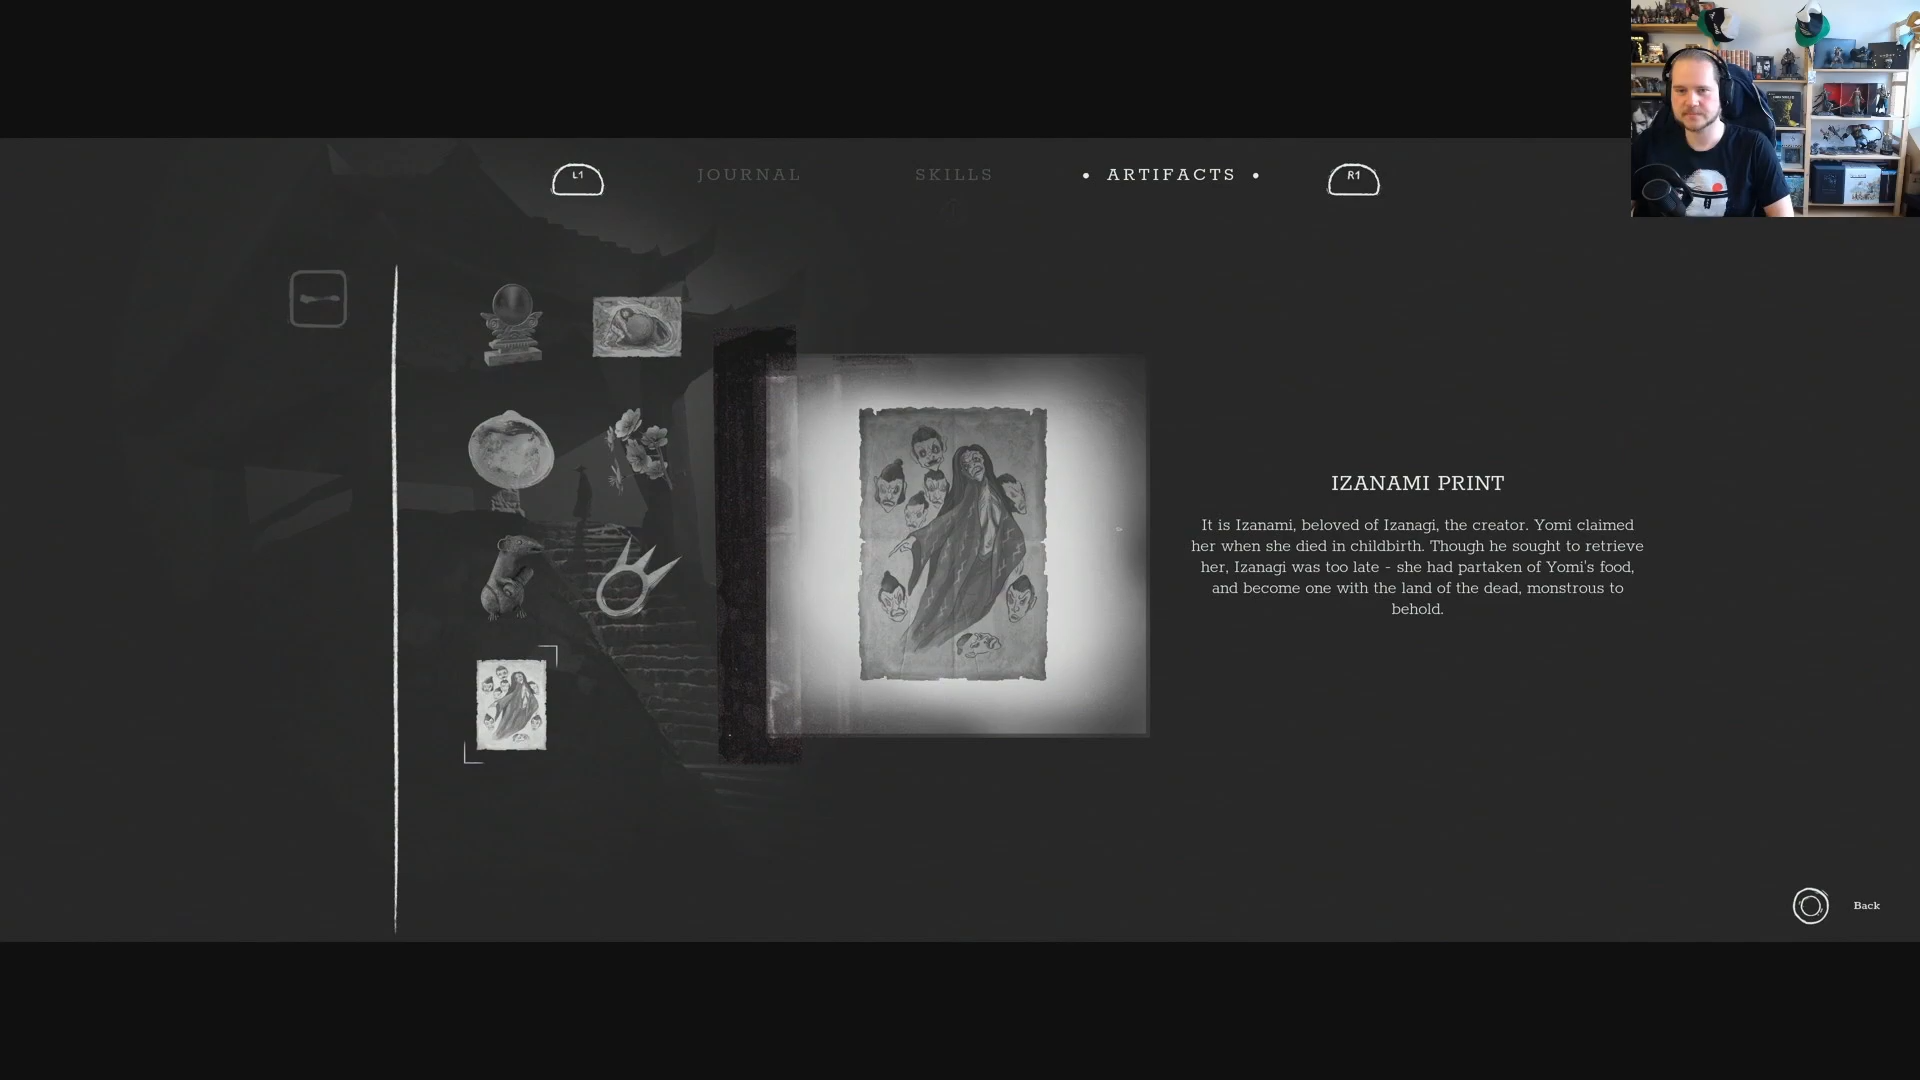 L1
JOURNAL
SKILLS
• ARTIFACTS •
R1
IZANAMI PRINT
It is Izanami, beloved of Izanagi, the creator. Yomi claimed
her when she died in childbirth. Though he sought to retrieve
her, Izanagi was too late - she had partaken of Yomi's food,
and become one with the land of the dead, monstrous to
behold.
Back